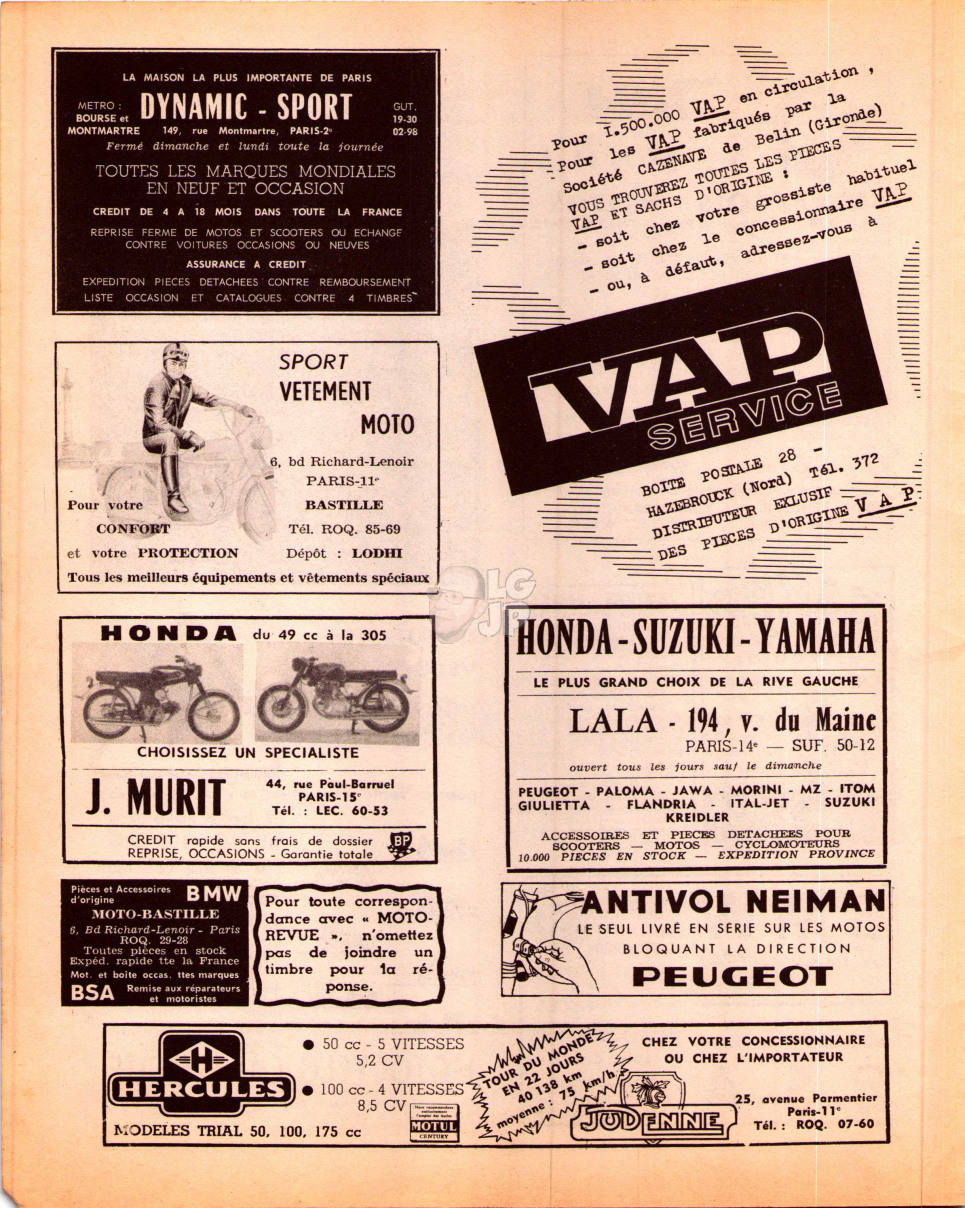 LA MAISON LA PLUS IMPORTANTE DE PARIS
METRO :
BOURSE et
MONTMARTRE
DYNAMIC - SPORT
149, rue Montmartre, PARIS-2e
GUT.
19-30
02-98
Fermé dimanche et lundi toute la journée
TOUTES LES MARQUES MONDIALES
EN NEUF ET OCCASION
CREDIT DE 4 A 18 MOIS DANS TOUTE LA FRANCE
REPRISE FERME DE MOTOS ET SCOOTERS OU ECHANGE
CONTRE VOITURES OCCASIONS OU NEUVES
ASSURANCE A CREDIT
EXPEDITION PIECES DETACHEES CONTRE REMBOURSEMENT
LISTE OCCASION ET CATALOGUES CONTRE 4 TIMBRES
Pour 1.500.000 VAP en circulation ,
Pour les VAP fabriqués par la
Société CAZENAVE de Belin (Gironde)
VOUS TROUVEREZ TOUTES LES PIECES
VAP ET SACHS D'ORIGINE :
- soit chez votre grossiste habituel
- soit chez le concessionnaire VAP
- ou, à défaut, adressez-vous à
VAP
SERVICE
BOITE POSTALE 28 -
HAZEBROUCK (Nord) Tél. 372
DISTRIBUTEUR EXLUSIF
DES PIECES D'ORIGINE V A P
SPORT
VETEMENT
MOTO
6, bd Richard-Lenoir
PARIS-11e
Pour votre BASTILLE
CONFORT Tél. ROQ. 85-69
et votre PROTECTION Dépôt : LODHI
Tous les meilleurs équipements et vêtements spéciaux
LG
JP
HONDA du 49 cc à la 305
CHOISISSEZ UN SPECIALISTE
J. MURIT
44, rue Paul-Barruel
PARIS-15e
Tél. : LEC. 60-53
CREDIT rapide sans frais de dossier
REPRISE, OCCASIONS - Garantie totale
BP
HONDA - SUZUKI - YAMAHA
LE PLUS GRAND CHOIX DE LA RIVE GAUCHE
LALA - 194, v. du Maine
PARIS-14e — SUF. 50-12
ouvert tous les jours sauf le dimanche
PEUGEOT - PALOMA - JAWA - MORINI - MZ - ITOM
GIULIETTA - FLANDRIA - ITAL-JET - SUZUKI
KREIDLER
ACCESSOIRES ET PIECES DETACHEES POUR
SCOOTERS — MOTOS — CYCLOMOTEURS
10.000 PIECES EN STOCK — EXPEDITION PROVINCE
Pièces et Accessoires
d'origine BMW
MOTO-BASTILLE
6, Bd Richard-Lenoir - Paris
ROQ. 29-28
Toutes pièces en stock
Expéd. rapide tte la France
Mot. et boite occas. ttes marques
BSA Remise aux réparateurs
et motoristes
Pour toute correspon-
dance avec « MOTO-
REVUE », n'omettez
pas de joindre un
timbre pour la ré-
ponse.
ANTIVOL NEIMAN
LE SEUL LIVRÉ EN SERIE SUR LES MOTOS
BLOQUANT LA DIRECTION
PEUGEOT
H
HERCULES
MODELES TRIAL 50, 100, 175 cc
● 50 cc - 5 VITESSES
5,2 CV
● 100 cc - 4 VITESSES
8,5 CV
MOTUL
CENTURY
TOUR DU MONDE
EN 22 JOURS
40 138 km
moyenne : 75 km/h
CHEZ VOTRE CONCESSIONNAIRE
OU CHEZ L'IMPORTATEUR
JUDENNE
25, avenue Parmentier
Paris-11e
Tél. : ROQ. 07-60